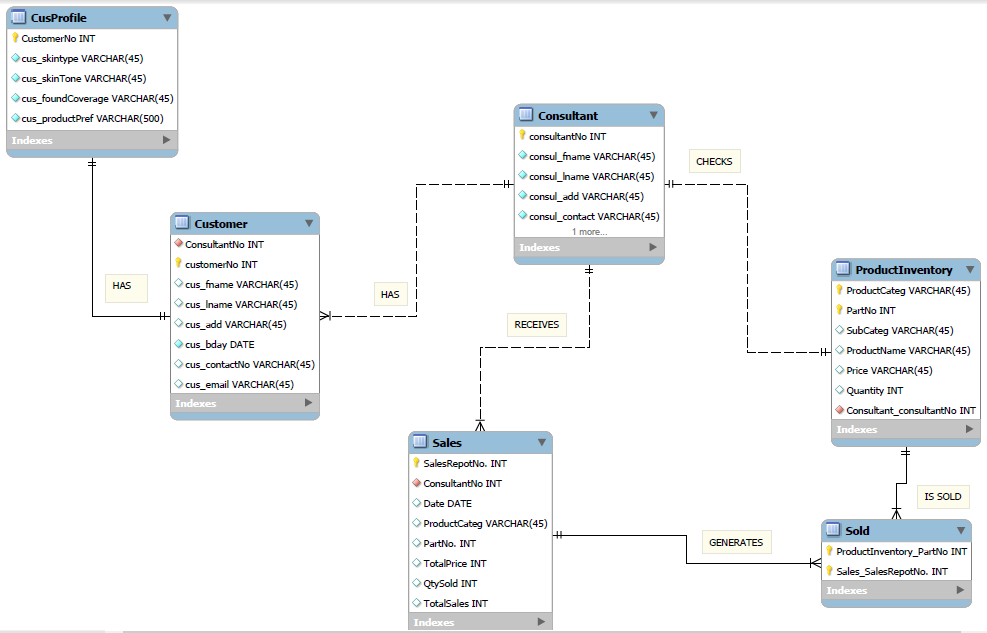 CusProfile
CustomerNo INT
cus_skintype VARCHAR(45)
cus_skinTone VARCHAR(45)
cus_foundCoverage VARCHAR(45)
cus_productPref VARCHAR(500)
Indexes
HAS
Customer
ConsultantNo INT
customerNo INT
cus_fname VARCHAR(45)
cus_lname VARCHAR(45)
cus_add VARCHAR(45)
cus_bday DATE
cus_contactNo VARCHAR(45)
cus_email VARCHAR(45)
Indexes
HAS
Consultant
consultantNo INT
consul_fname VARCHAR(45)
consul_lname VARCHAR(45)
consul_add VARCHAR(45)
consul_contact VARCHAR(45)
1 more...
Indexes
CHECKS
RECEIVES
ProductInventory
ProductCateg VARCHAR(45)
PartNo INT
SubCateg VARCHAR(45)
ProductName VARCHAR(45)
Price VARCHAR(45)
Quantity INT
Consultant_consultantNo INT
Indexes
IS SOLD
Sales
SalesRepotNo. INT
ConsultantNo INT
Date DATE
ProductCateg VARCHAR(45)
PartNo. INT
TotalPrice INT
QtySold INT
TotalSales INT
Indexes
GENERATES
Sold
ProductInventory_PartNo INT
Sales_SalesRepotNo. INT
Indexes